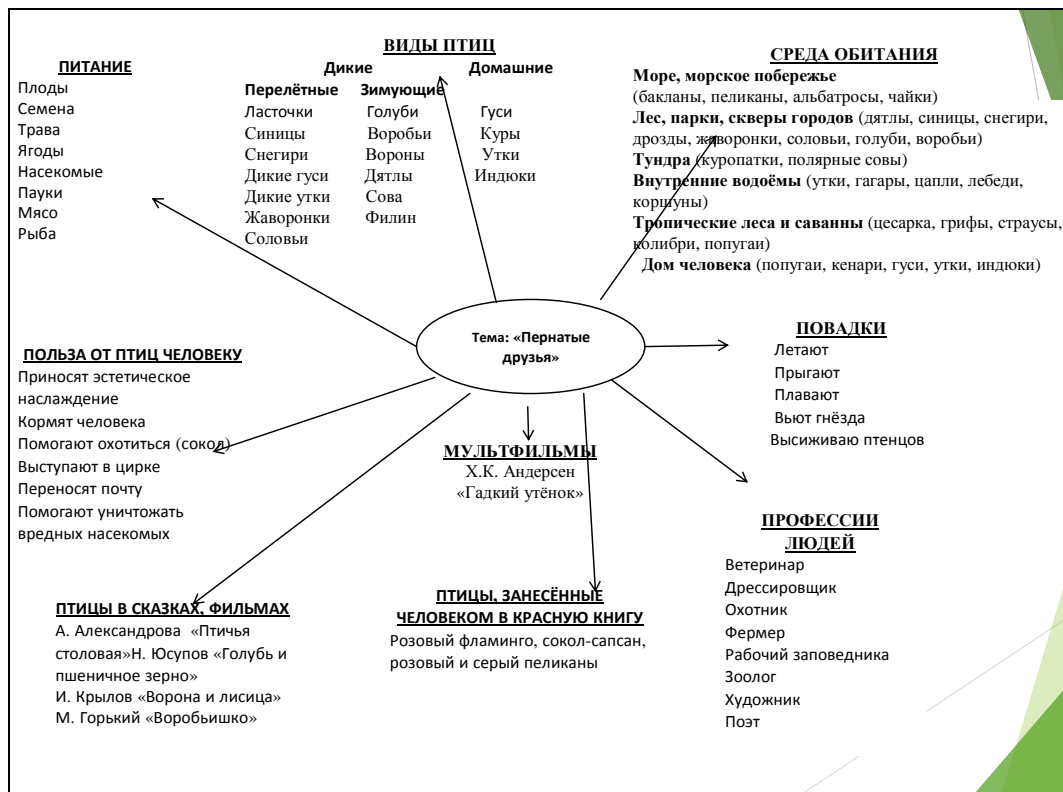 ПИТАНИЕ
Плоды
Семена
Трава
Ягоды
Насекомые
Пауки
Мясо
Рыба
ВИДЫ ПТИЦ
Дикие Домашние
Перелётные Зимующие
Ласточки Голуби Гуси
Синицы Воробьи Куры
Снегири Вороны Утки
Дикие гуси Дятлы Индюки
Дикие утки Сова
Жаворонки Филин
Соловьи
СРЕДА ОБИТАНИЯ
Море, морское побережье
(бакланы, пеликаны, альбатросы, чайки)
Лес, парки, скверы городов (дятлы, синицы, снегири,
дрозды, жаворонки, соловьи, голуби, воробьи)
Тундра (куропатки, полярные совы)
Внутренние водоёмы (утки, гагары, цапли, лебеди,
коршуны)
Тропические леса и саванны (цесарка, грифы, страусы,
колибри, попугаи)
Дом человека (попугаи, кенари, гуси, утки, индюки)
Тема: «Пернатые
друзья»
ПОЛЬЗА ОТ ПТИЦ ЧЕЛОВЕКУ
Приносят эстетическое
наслаждение
Кормят человека
Помогают охотиться (сокол)
Выступают в цирке
Переносят почту
Помогают уничтожать
вредных насекомых
МУЛЬТФИЛЬМЫ
Х.К. Андерсен
«Гадкий утёнок»
ПОВАДКИ
Летают
Прыгают
Плавают
Вьют гнёзда
Высиживаю птенцов
ПРОФЕССИИ
ЛЮДЕЙ
Ветеринар
Дрессировщик
Охотник
Фермер
Рабочий заповедника
Зоолог
Художник
Поэт
ПТИЦЫ В СКАЗКАХ, ФИЛЬМАХ
А. Александрова «Птичья
столовая»Н. Юсупов «Голубь и
пшеничное зерно»
И. Крылов «Ворона и лисица»
М. Горький «Воробьишко»
ПТИЦЫ, ЗАНЕСЁННЫЕ
ЧЕЛОВЕКОМ В КРАСНУЮ КНИГУ
Розовый фламинго, сокол-сапсан,
розовый и серый пеликаны